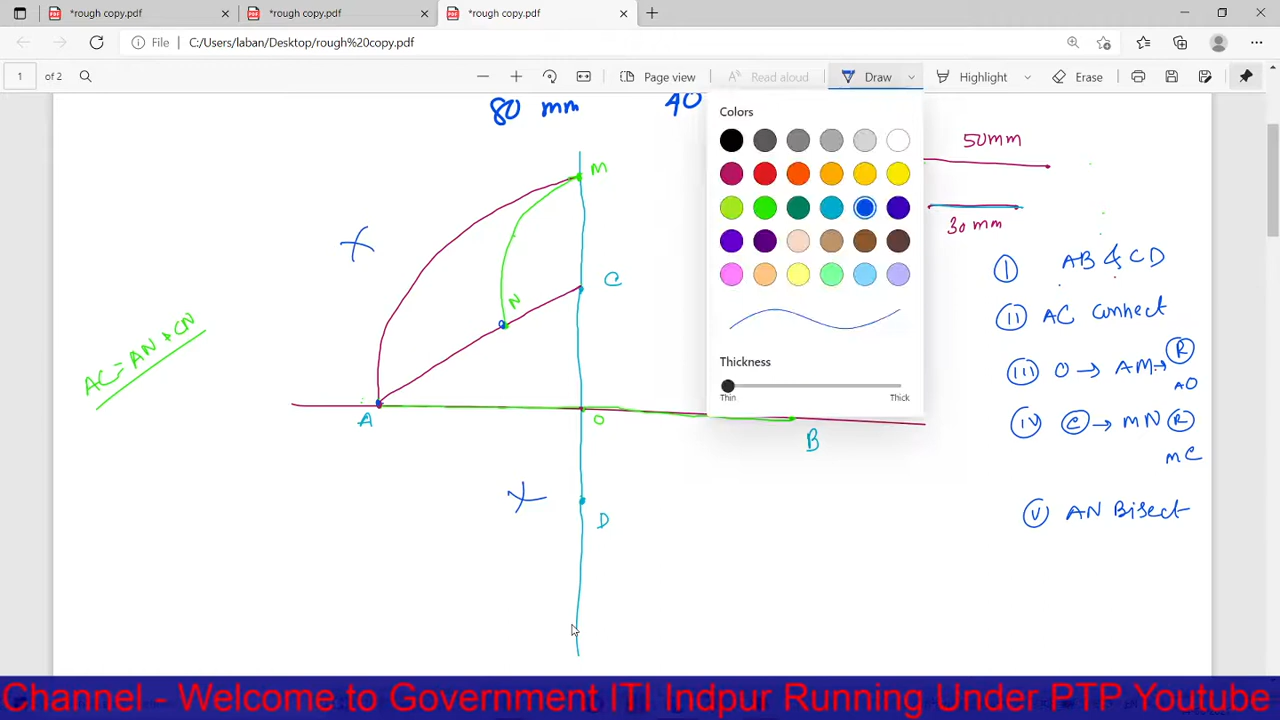 *rough copy.pdf
*rough copy.pdf
*rough copy.pdf
File C:/Users/laban/Desktop/rough%20copy.pdf
1 of 2 Page view Read aloud Draw Highlight Erase
80 mm 40
Colors
50mm
30mm
M
C
N
AC=AN+CN
A
O
B
D
Thickness
Thin Thick
I AB & CD
II AC Connect
III O → AM → R
AO
IV C → MN R
MC
V AN Bisect
Channel - Welcome to Government ITI Indpur Running Under PTP Youtube